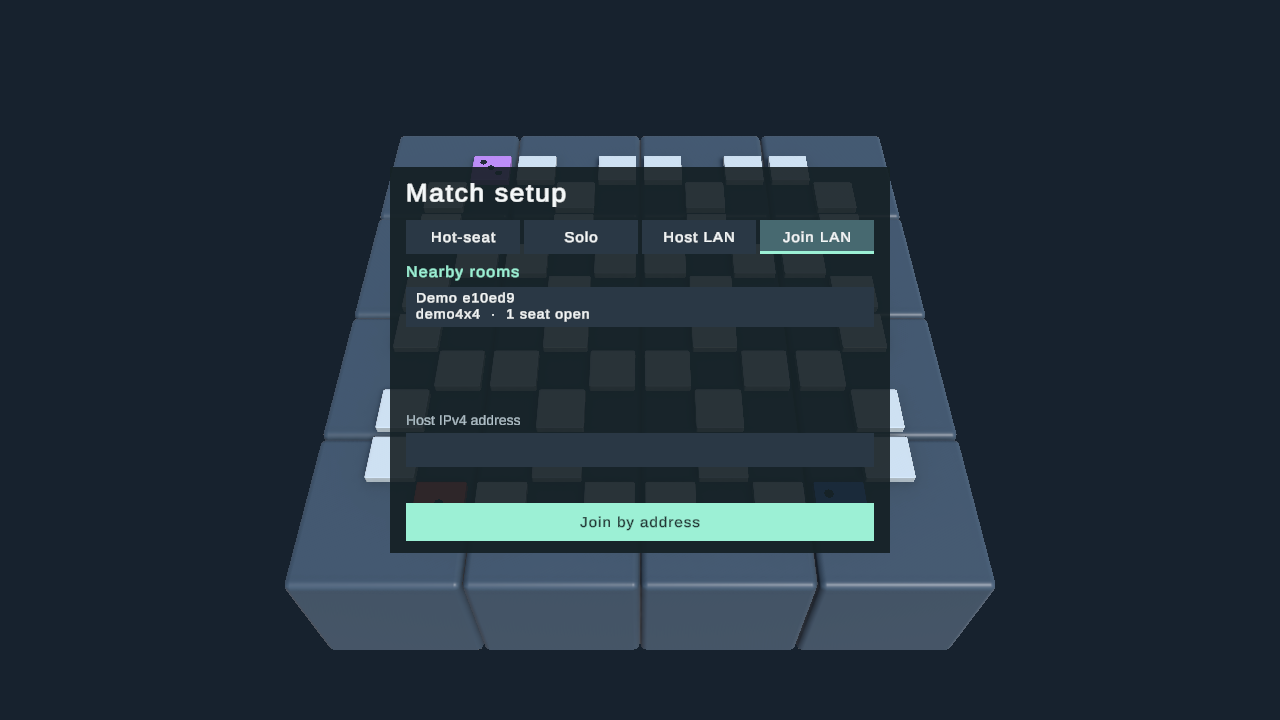 Match setup
Hot-seat Solo Host LAN Join LAN
Nearby rooms
Demo e10ed9
demo4x4 · 1 seat open
Host IPv4 address
Join by address